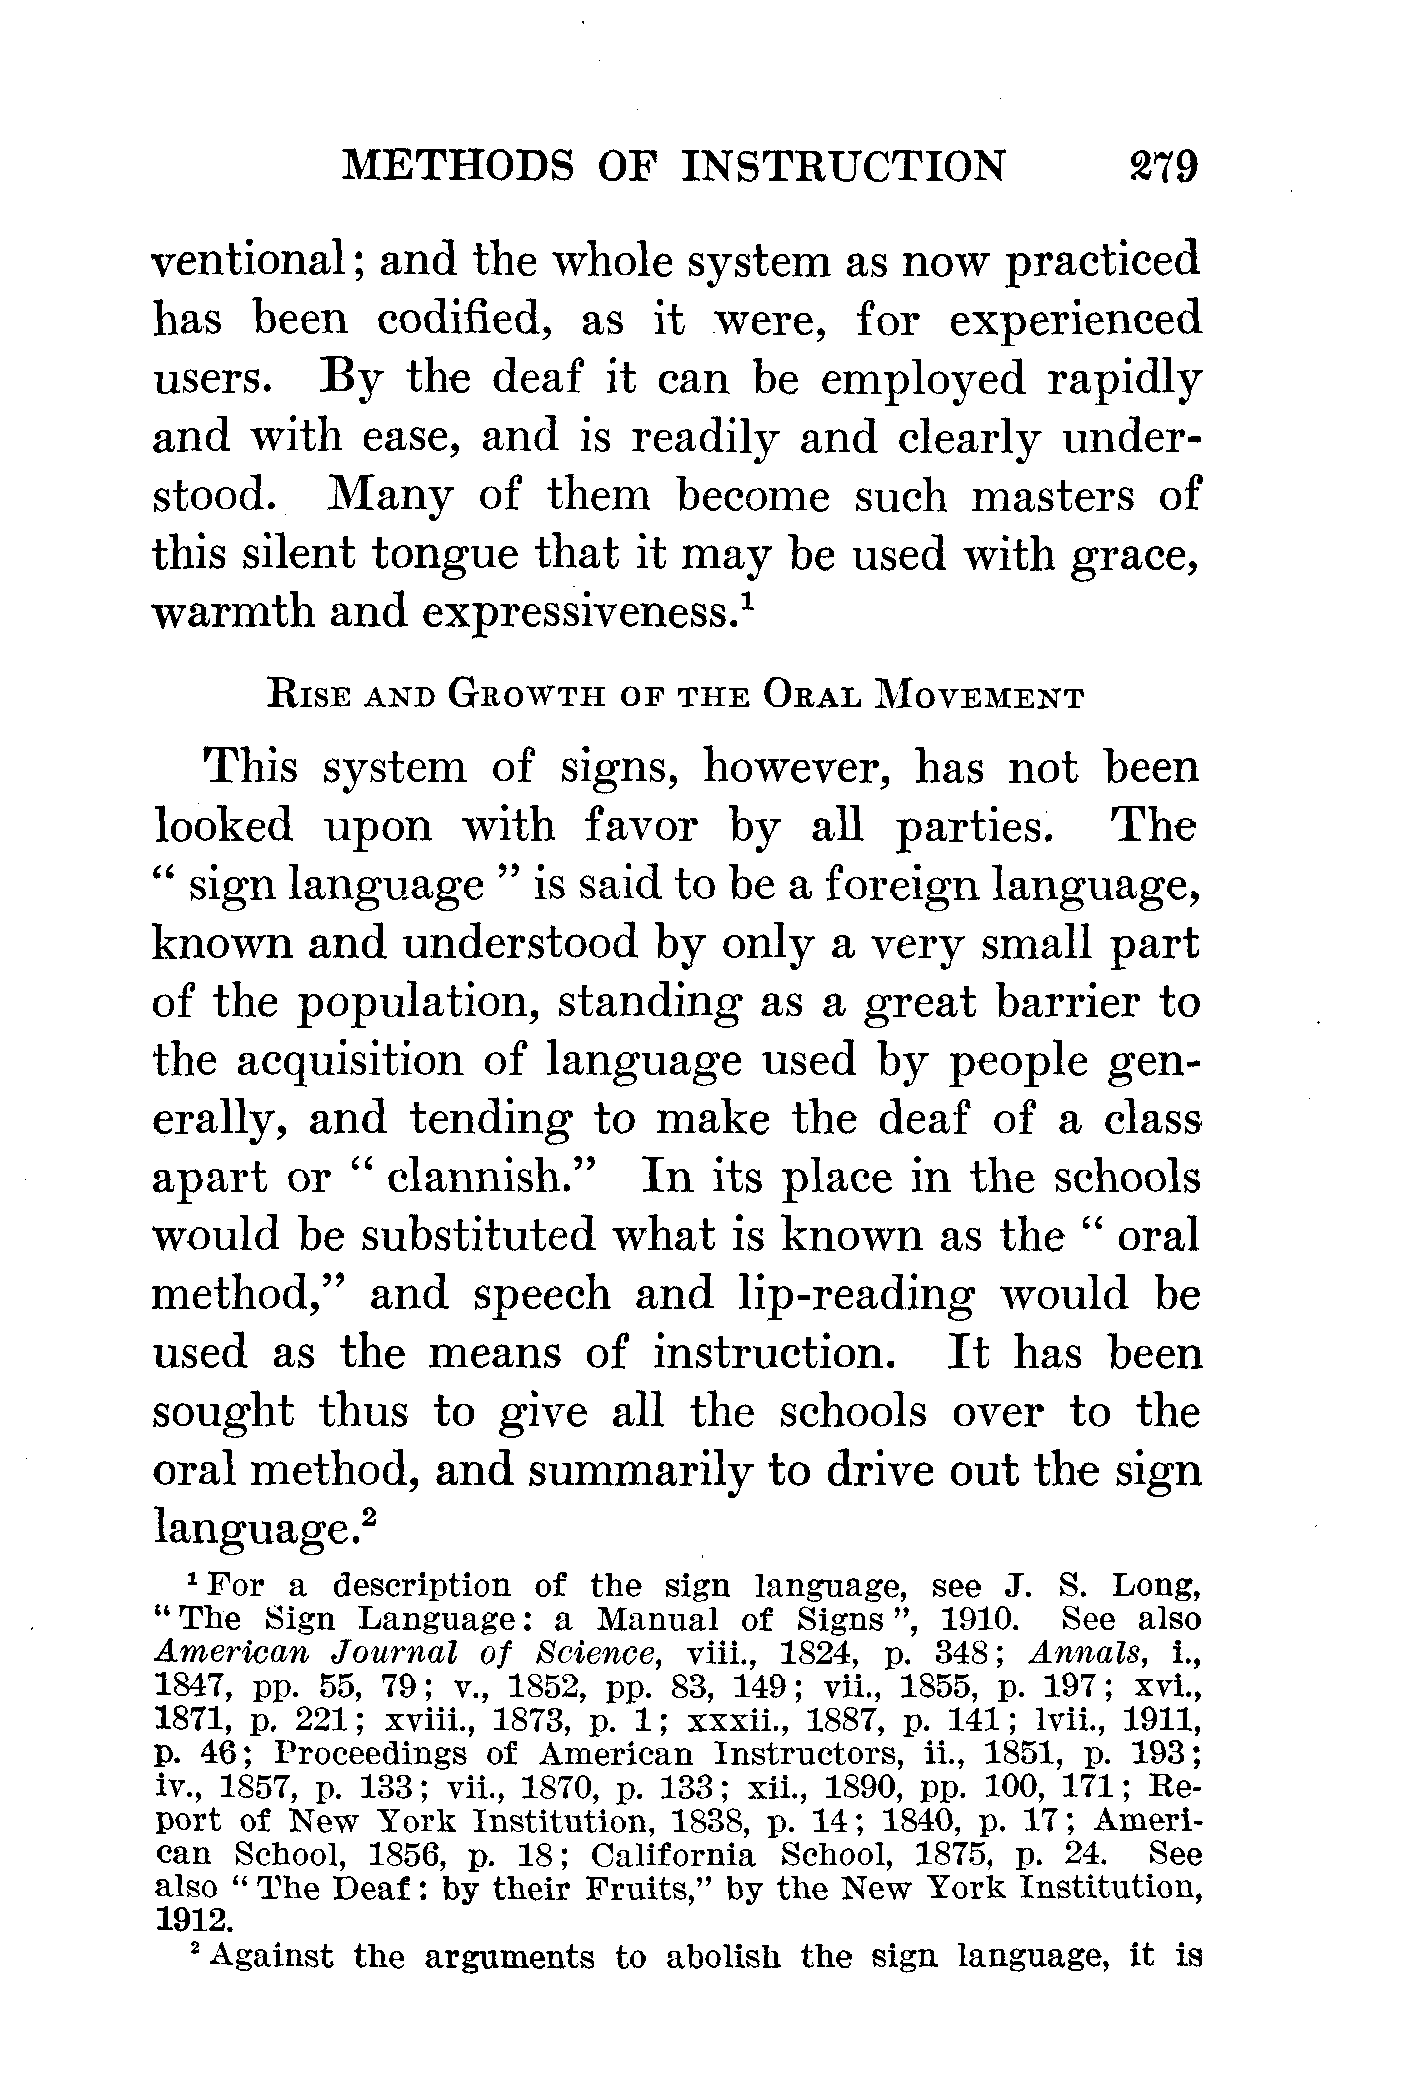 METHODS OF INSTRUCTION 279
ventional; and the whole system as now practiced
has been codified, as it were, for experienced
users. By the deaf it can be employed rapidly
and with ease, and is readily and clearly under-
stood. Many of them become such masters of
this silent tongue that it may be used with grace,
warmth and expressiveness.¹
RISE AND GROWTH OF THE ORAL MOVEMENT
This system of signs, however, has not been
looked upon with favor by all parties. The
“ sign language ” is said to be a foreign language,
known and understood by only a very small part
of the population, standing as a great barrier to
the acquisition of language used by people gen-
erally, and tending to make the deaf of a class
apart or “ clannish.” In its place in the schools
would be substituted what is known as the “ oral
method,” and speech and lip-reading would be
used as the means of instruction. It has been
sought thus to give all the schools over to the
oral method, and summarily to drive out the sign
language.²
¹ For a description of the sign language, see J. S. Long,
“ The Sign Language: a Manual of Signs ”, 1910. See also
American Journal of Science, viii., 1824, p. 348; Annals, i.,
1847, pp. 55, 79; v., 1852, pp. 83, 149; vii., 1855, p. 197; xvi.,
1871, p. 221; xviii., 1873, p. 1; xxxii., 1887, p. 141; lvii., 1911,
p. 46; Proceedings of American Instructors, ii., 1851, p. 193;
iv., 1857, p. 133; vii., 1870, p. 133; xii., 1890, pp. 100, 171; Re-
port of New York Institution, 1838, p. 14; 1840, p. 17; Ameri-
can School, 1856, p. 18; California School, 1875, p. 24. See
also “ The Deaf: by their Fruits,” by the New York Institution,
1912.
² Against the arguments to abolish the sign language, it is